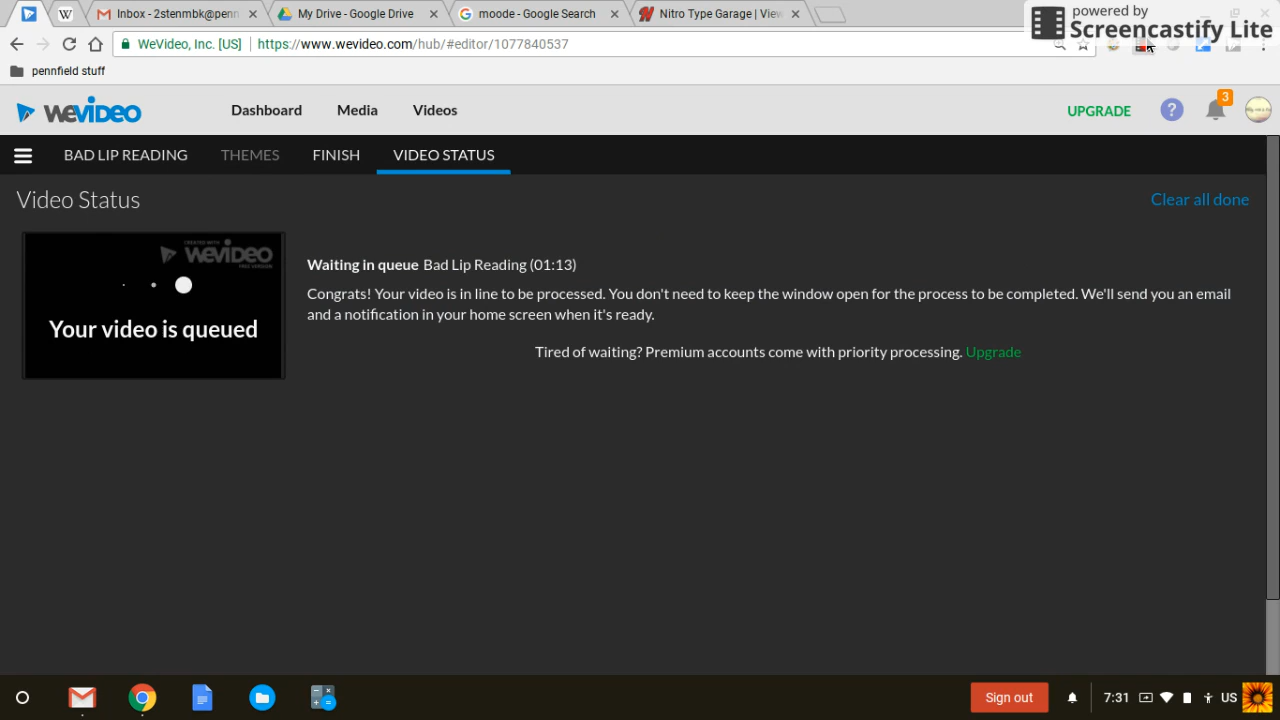 Inbox - 2stenmbk@penn
My Drive - Google Drive
moode - Google Search
Nitro Type Garage | View
powered by
Screencastify Lite
WeVideo, Inc. [US] https://www.wevideo.com/hub/#editor/1077840537
pennfield stuff
WEVIDEO Dashboard Media Videos UPGRADE ? 3
BAD LIP READING THEMES FINISH VIDEO STATUS
Video Status Clear all done
CREATED WITH
WEVIDEO
FREE VERSION
Your video is queued
Waiting in queue Bad Lip Reading (01:13)
Congrats! Your video is in line to be processed. You don't need to keep the window open for the process to be completed. We'll send you an email
and a notification in your home screen when it's ready.
Tired of waiting? Premium accounts come with priority processing. Upgrade
Sign out 7:31 US